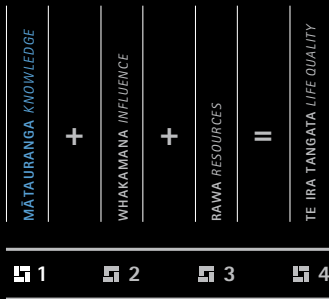 MĀTAURANGA KNOWLEDGE
+
WHAKAMANA INFLUENCE
+
RAWA RESOURCES
=
TE IRA TANGATA LIFE QUALITY
1
2
3
4